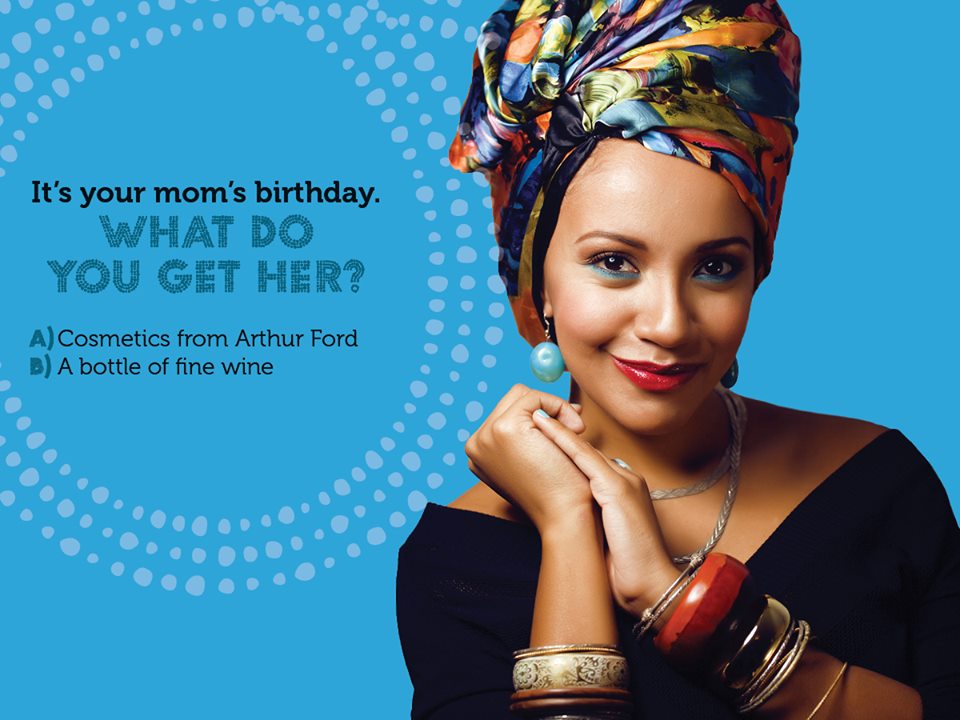 It's your mom's birthday.
WHAT DO
YOU GET HER?
A) Cosmetics from Arthur Ford
B) A bottle of fine wine